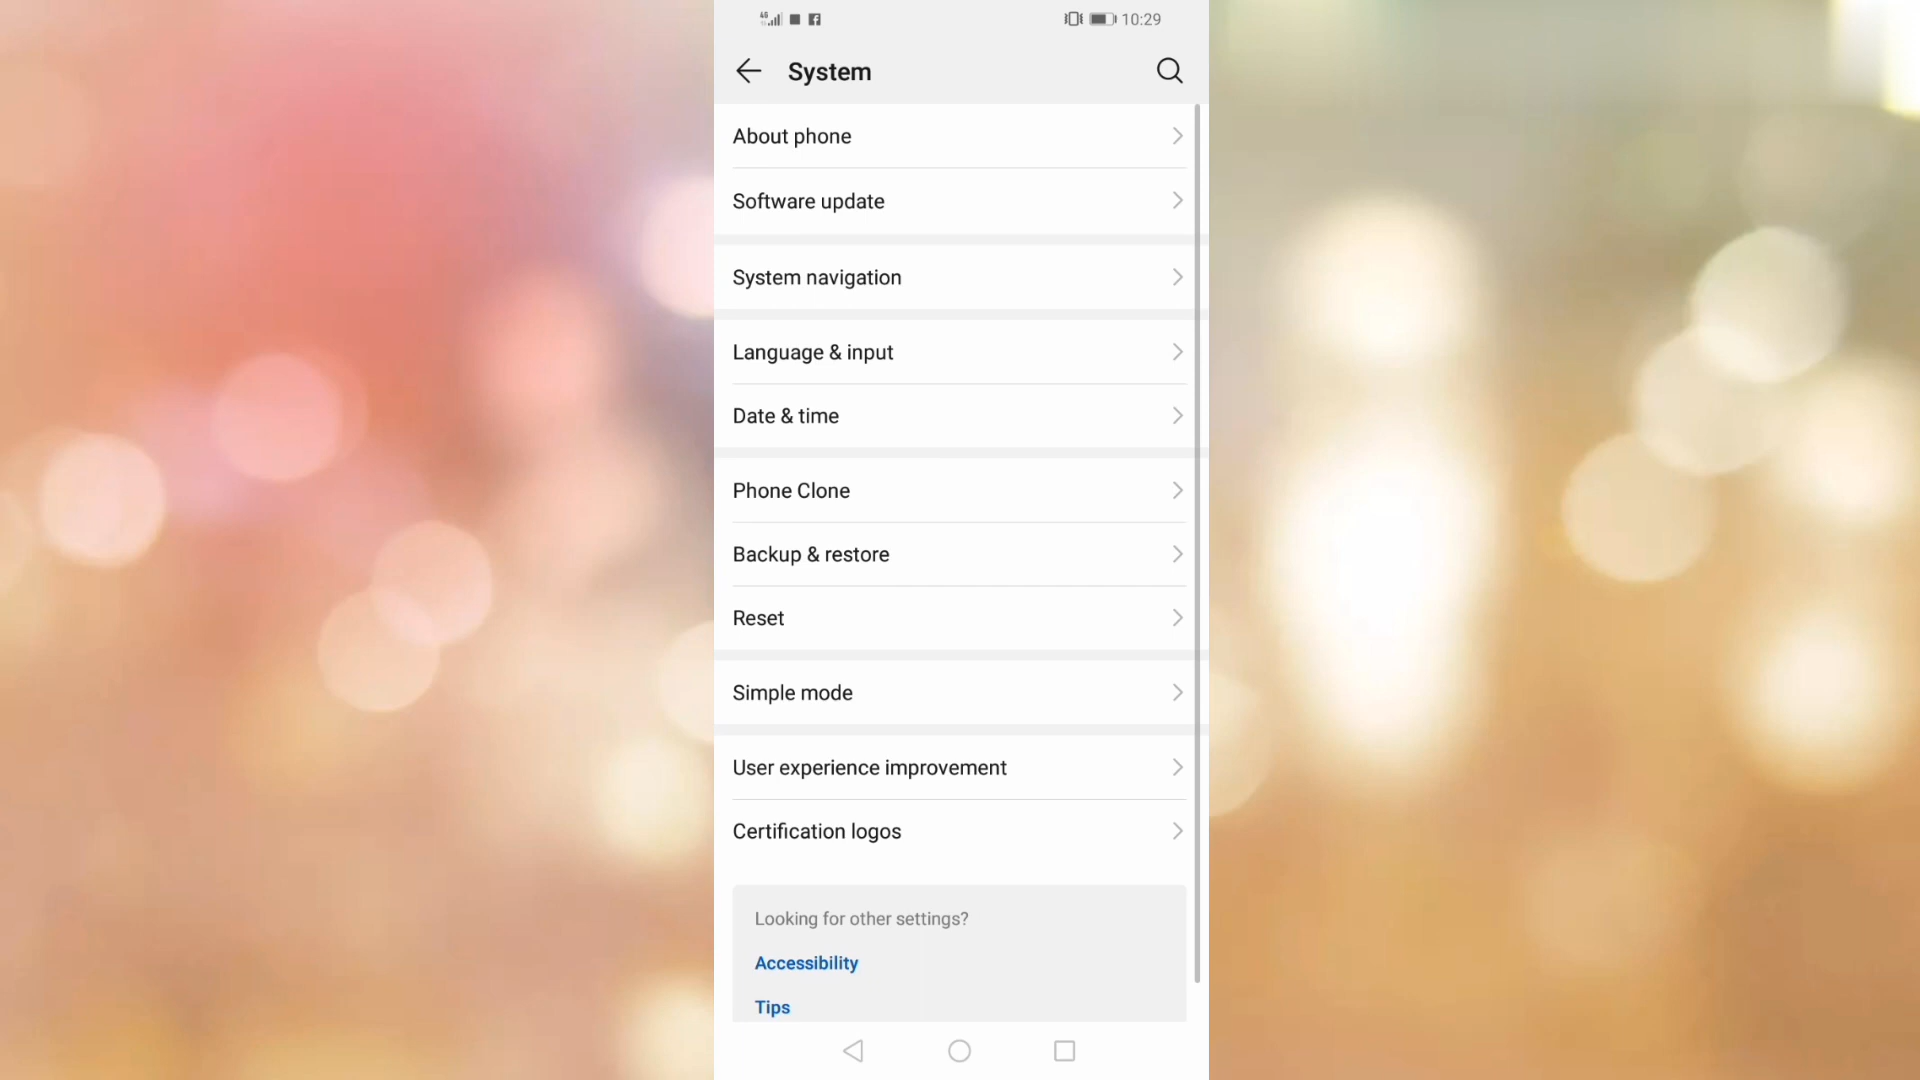 4G 10:29
System
About phone
Software update
System navigation
Language & input
Date & time
Phone Clone
Backup & restore
Reset
Simple mode
User experience improvement
Certification logos
Looking for other settings?
Accessibility
Tips